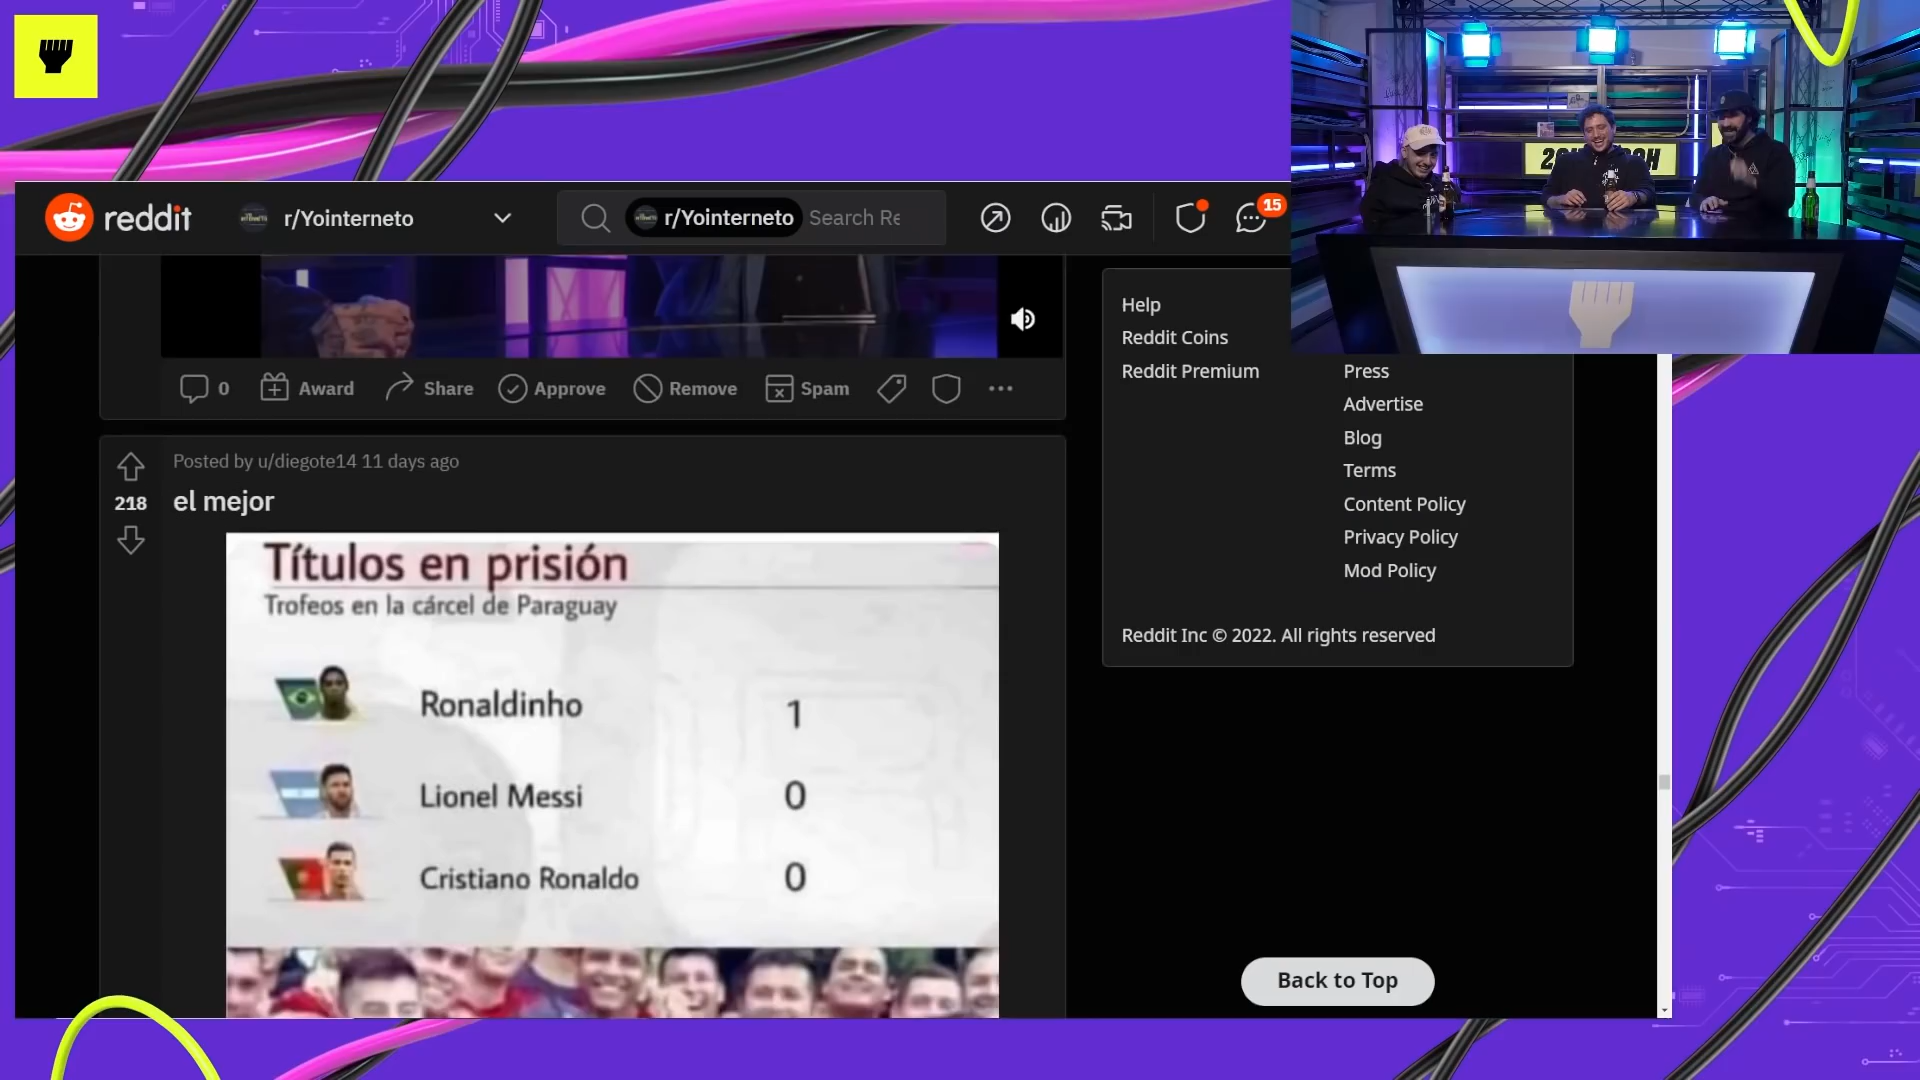 reddit
r/Yointerneto
r/Yointerneto Search Re
15
0 Award Share Approve Remove Spam
Posted by u/diegote14 11 days ago
218
el mejor
Títulos en prisión
Trofeos en la cárcel de Paraguay
Ronaldinho 1
Lionel Messi 0
Cristiano Ronaldo 0
Help
Reddit Coins
Reddit Premium
Press
Advertise
Blog
Terms
Content Policy
Privacy Policy
Mod Policy
Reddit Inc © 2022. All rights reserved
Back to Top